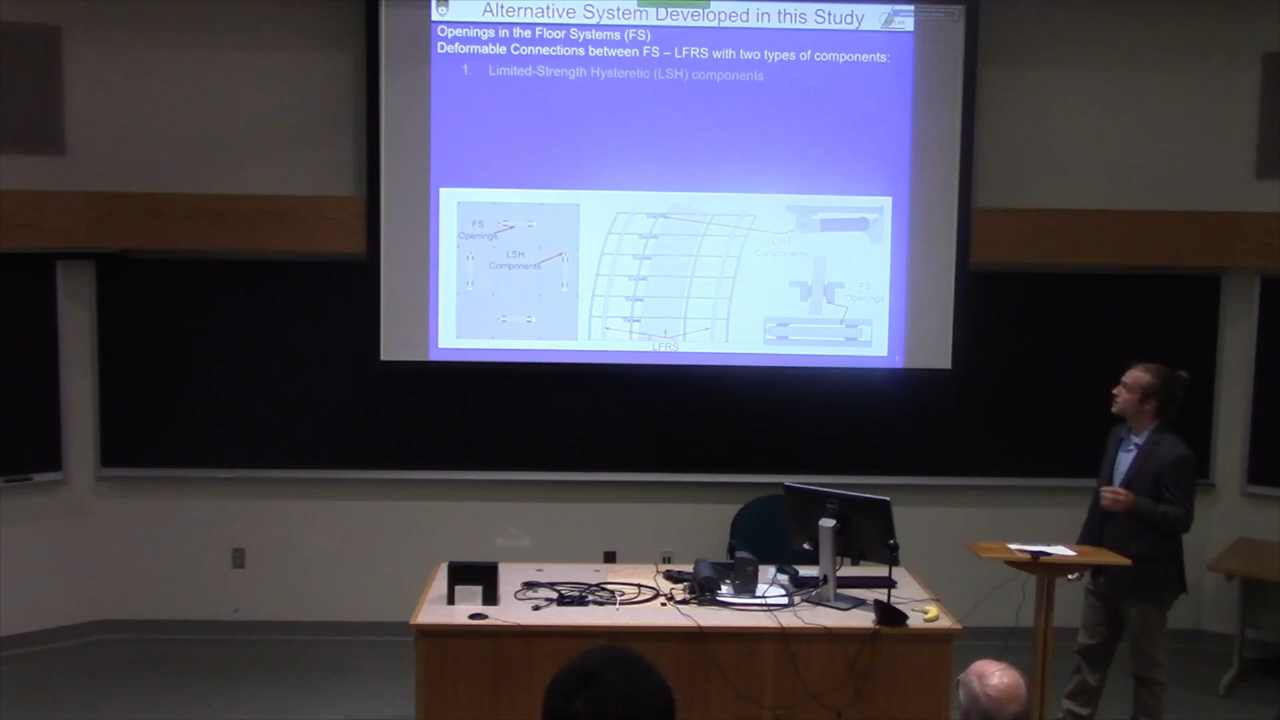 Alternative System Developed in this Study
Openings in the Floor Systems (FS)
Deformable Connections between FS – LFRS with two types of components:
1. Limited-Strength Hysteretic (LSH) components
FS
Openings
LSH
Components
LFRS
LSH
Components
FS
Openings